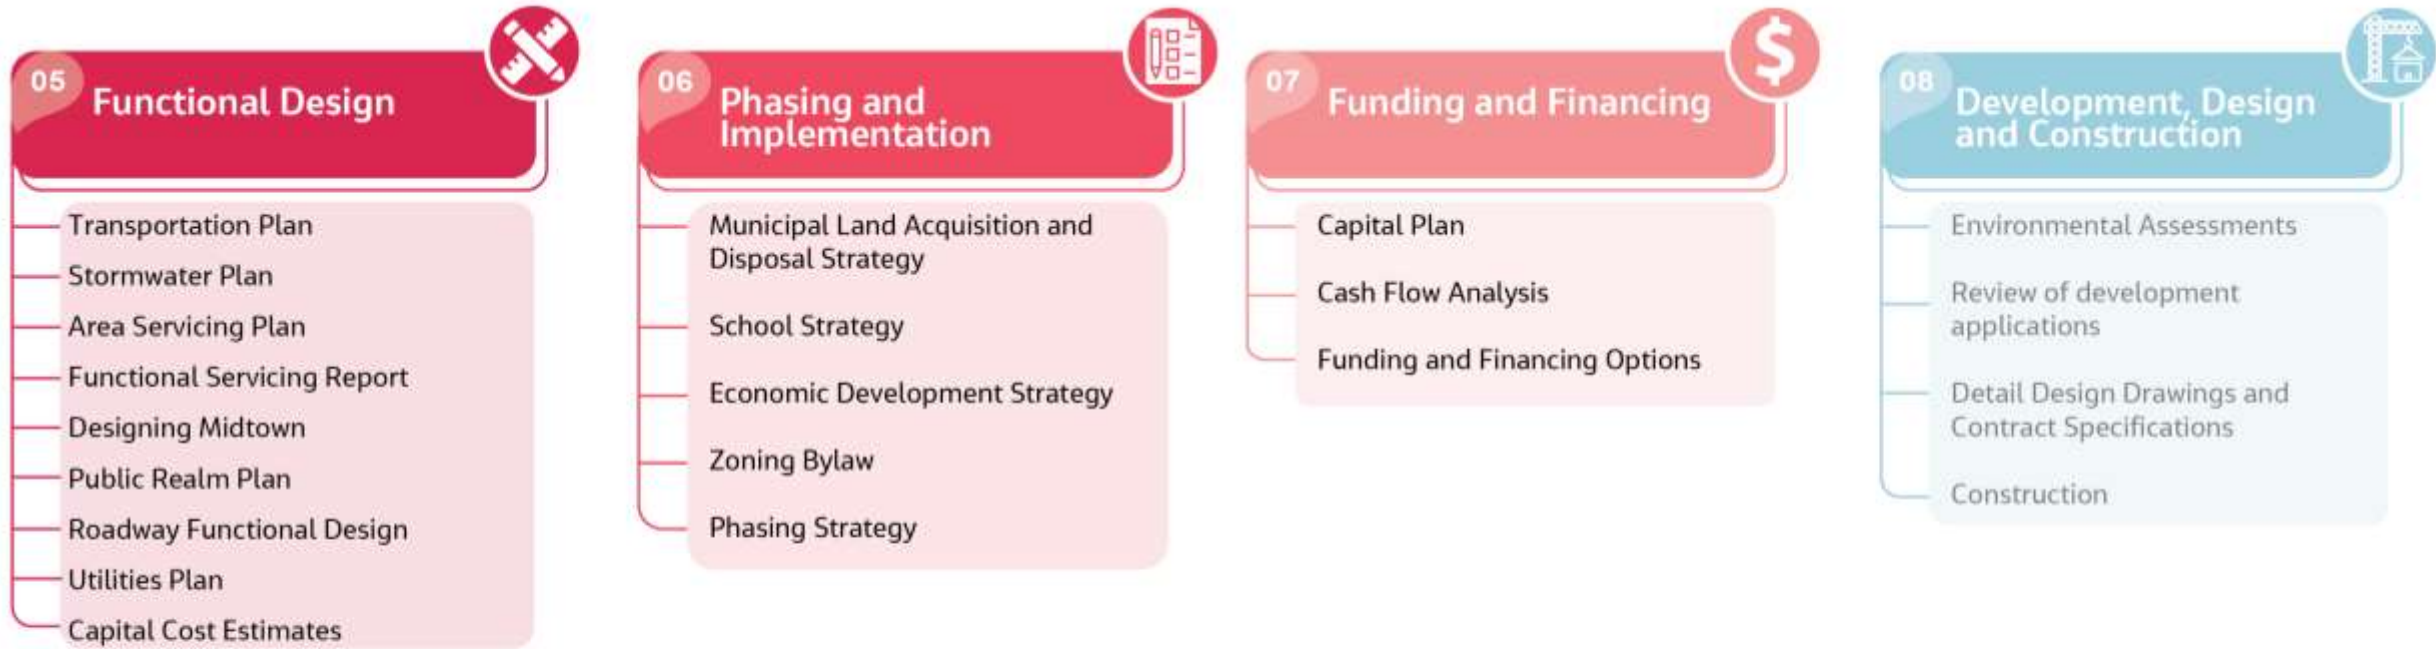 05
Functional Design
Transportation Plan
Stormwater Plan
Area Servicing Plan
Functional Servicing Report
Designing Midtown
Public Realm Plan
Roadway Functional Design
Utilities Plan
Capital Cost Estimates
06
Phasing and
Implementation
Municipal Land Acquisition and
Disposal Strategy
School Strategy
Economic Development Strategy
Zoning Bylaw
Phasing Strategy
07
Funding and Financing
$
Capital Plan
Cash Flow Analysis
Funding and Financing Options
08
Development, Design
and Construction
Environmental Assessments
Review of development
applications
Detail Design Drawings and
Contract Specifications
Construction